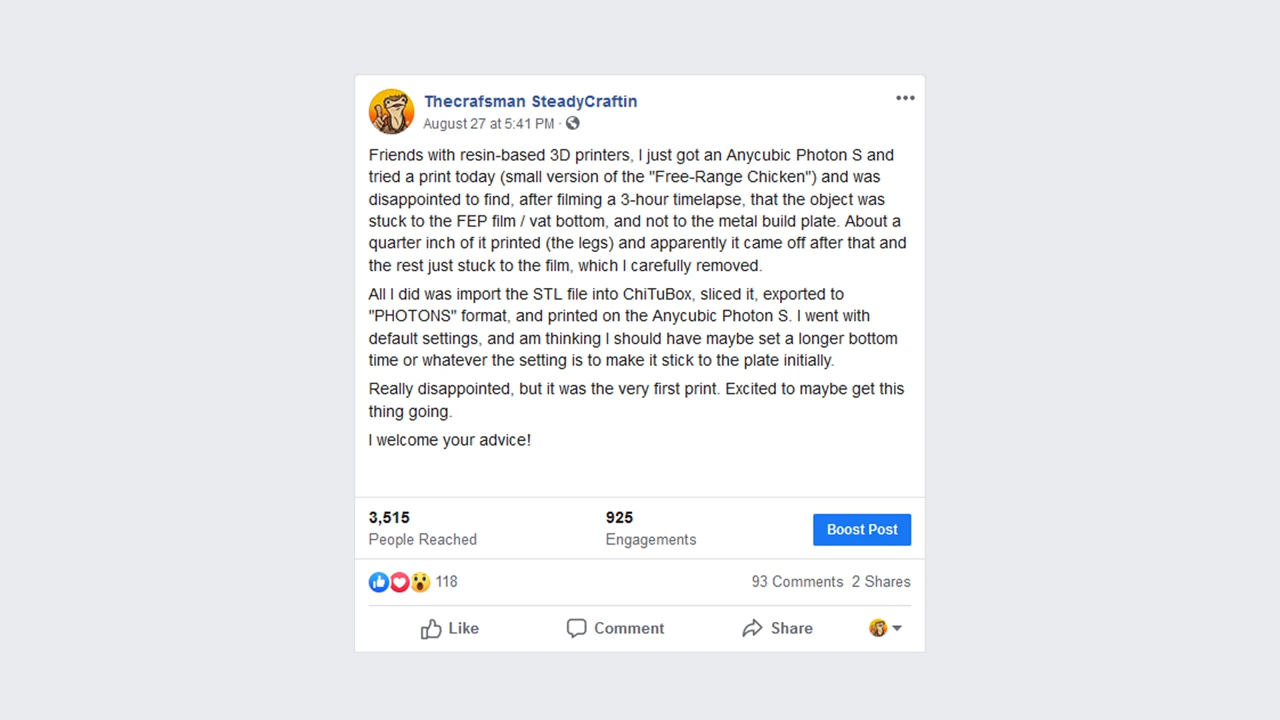 Thecrafsman SteadyCraftin
August 27 at 5:41 PM ·
Friends with resin-based 3D printers, I just got an Anycubic Photon S and
tried a print today (small version of the "Free-Range Chicken") and was
disappointed to find, after filming a 3-hour timelapse, that the object was
stuck to the FEP film / vat bottom, and not to the metal build plate. About a
quarter inch of it printed (the legs) and apparently it came off after that and
the rest just stuck to the film, which I carefully removed.
All I did was import the STL file into ChiTuBox, sliced it, exported to
"PHOTONS" format, and printed on the Anycubic Photon S. I went with
default settings, and am thinking I should have maybe set a longer bottom
time or whatever the setting is to make it stick to the plate initially.
Really disappointed, but it was the very first print. Excited to maybe get this
thing going.
I welcome your advice!
3,515
People Reached
925
Engagements
Boost Post
118
93 Comments 2 Shares
Like
Comment
Share